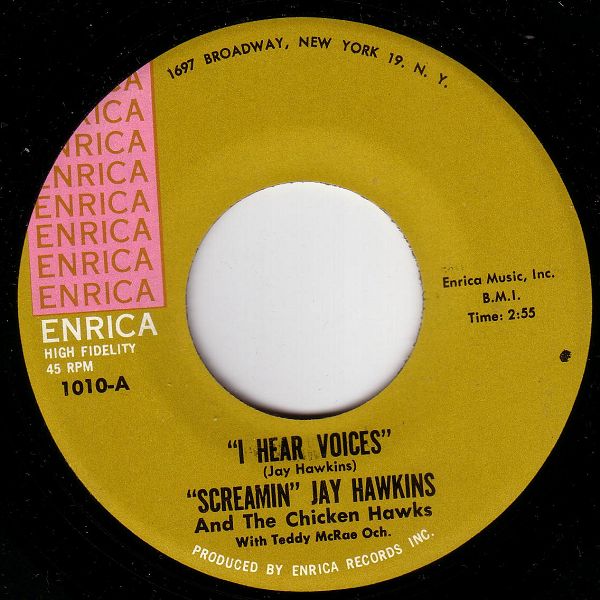 1697 BROADWAY, NEW YORK 19. N. Y.
ENRICA
ENRICA
ENRICA
ENRICA
ENRICA
ENRICA
ENRICA
ENRICA
ENRICA
HIGH FIDELITY
45 RPM
1010-A
Enrica Music, Inc.
B.M.I.
Time: 2:55
"I HEAR VOICES"
(Jay Hawkins)
"SCREAMIN" JAY HAWKINS
And The Chicken Hawks
With Teddy McRae Och.
PRODUCED BY ENRICA RECORDS INC.